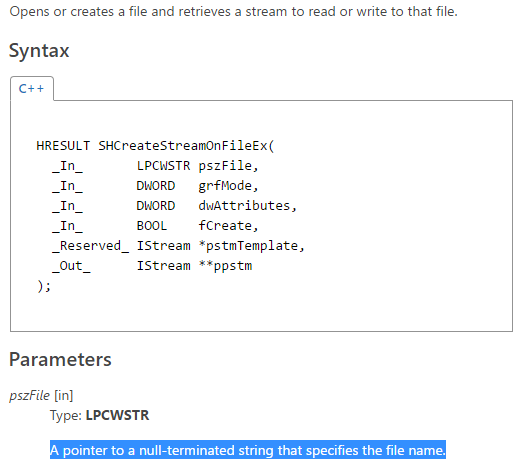 Opens or creates a file and retrieves a stream to read or write to that file.
Syntax
C++
HRESULT SHCreateStreamOnFileEx(
_In_ LPCWSTR pszFile,
_In_ DWORD grfMode,
_In_ DWORD dwAttributes,
_In_ BOOL fCreate,
_Reserved_ IStream *pstmTemplate,
_Out_ IStream **ppstm
);
Parameters
pszFile [in]
Type: LPCWSTR
A pointer to a null-terminated string that specifies the file name.